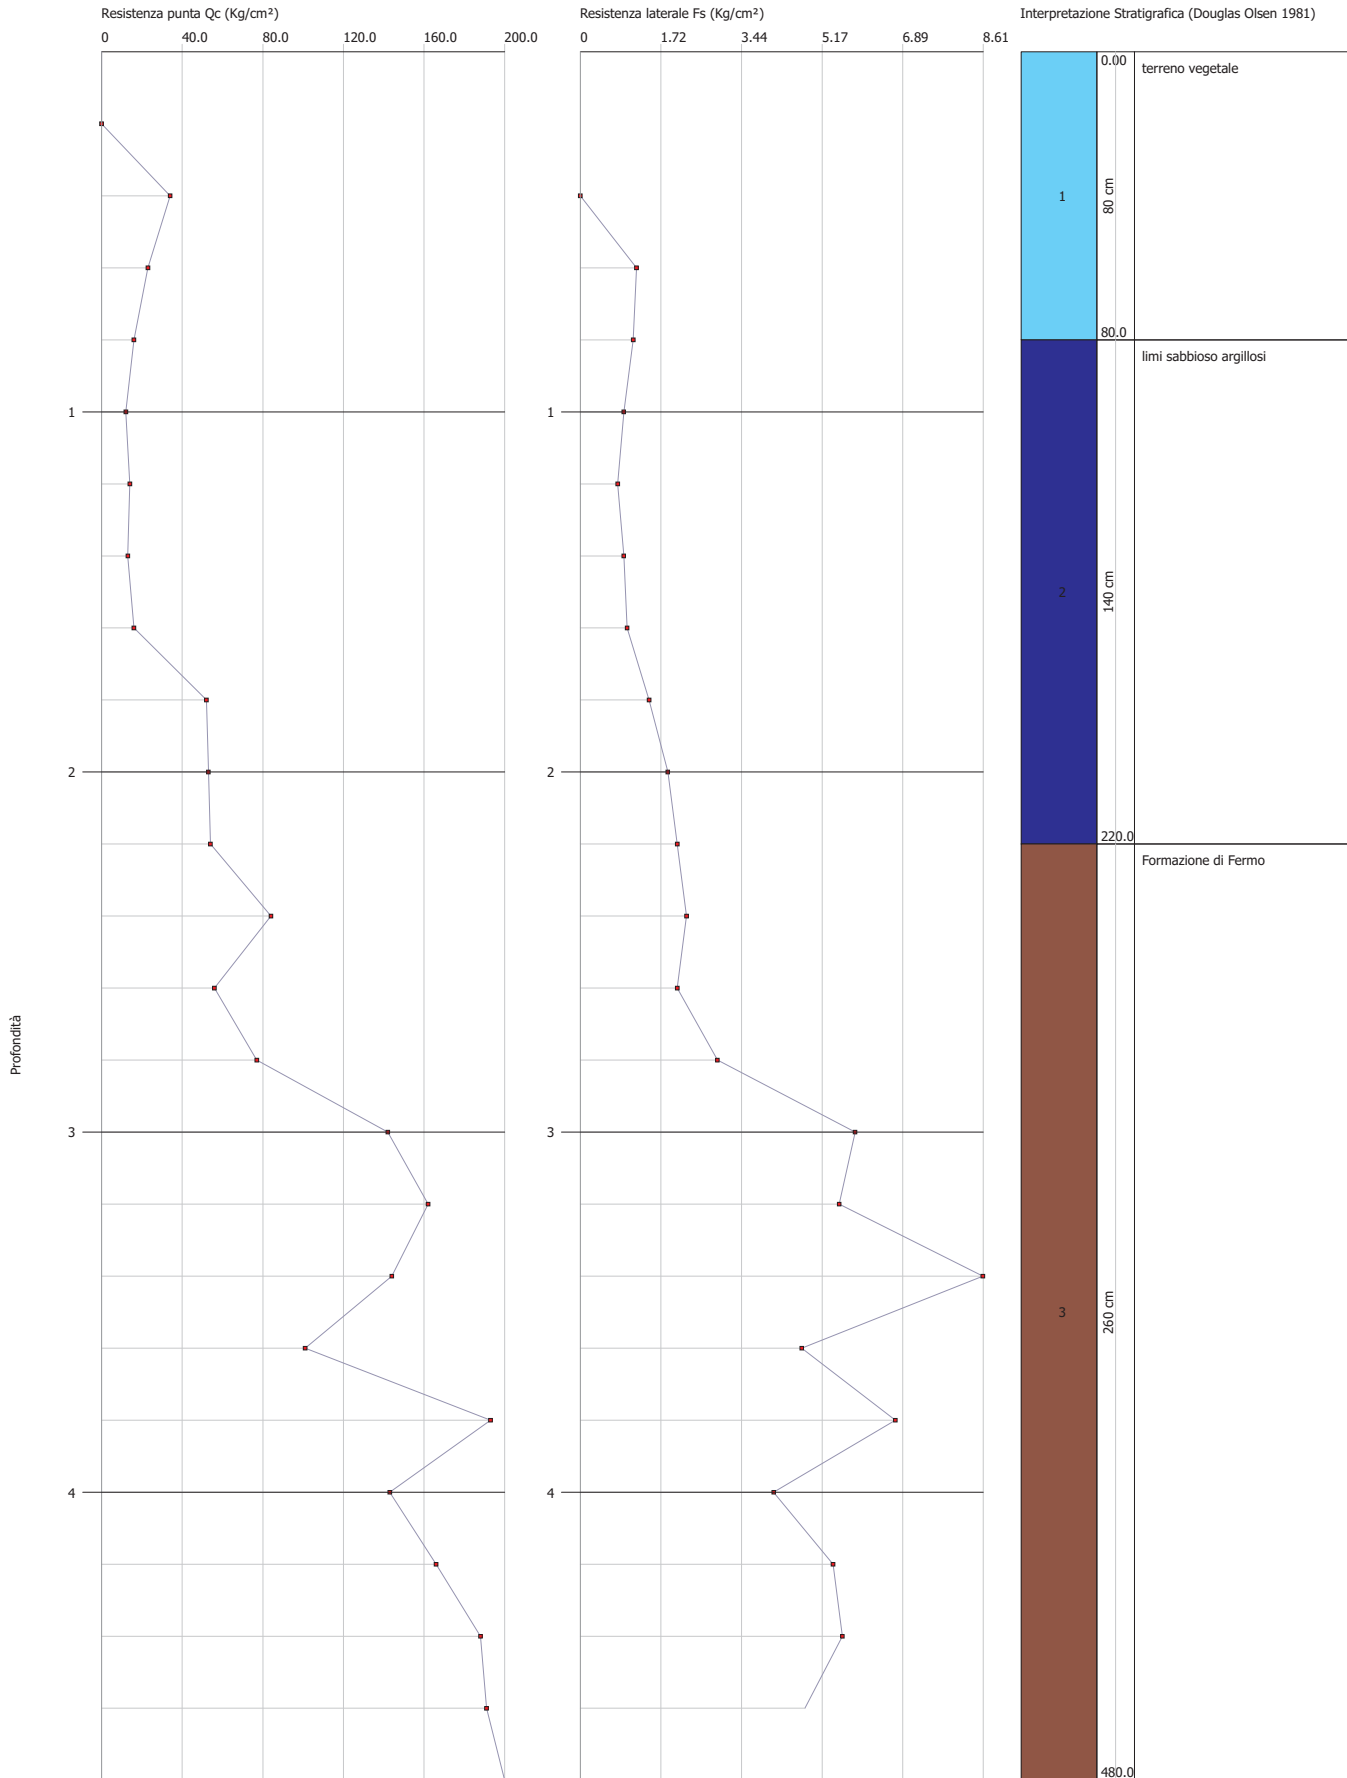 Resistenza punta Qc (Kg/cm²)
0 40.0 80.0 120.0 160.0 200.0
Resistenza laterale Fs (Kg/cm²)
0 1.72 3.44 5.17 6.89 8.61
Interpretazione Stratigrafica (Douglas Olsen 1981)
0.00
terreno vegetale
1
80 cm
80.0
limi sabbioso argillosi
1
1
2
140 cm
2
2
220.0
Formazione di Fermo
Profondità
3
3
3
260 cm
4
4
480.0